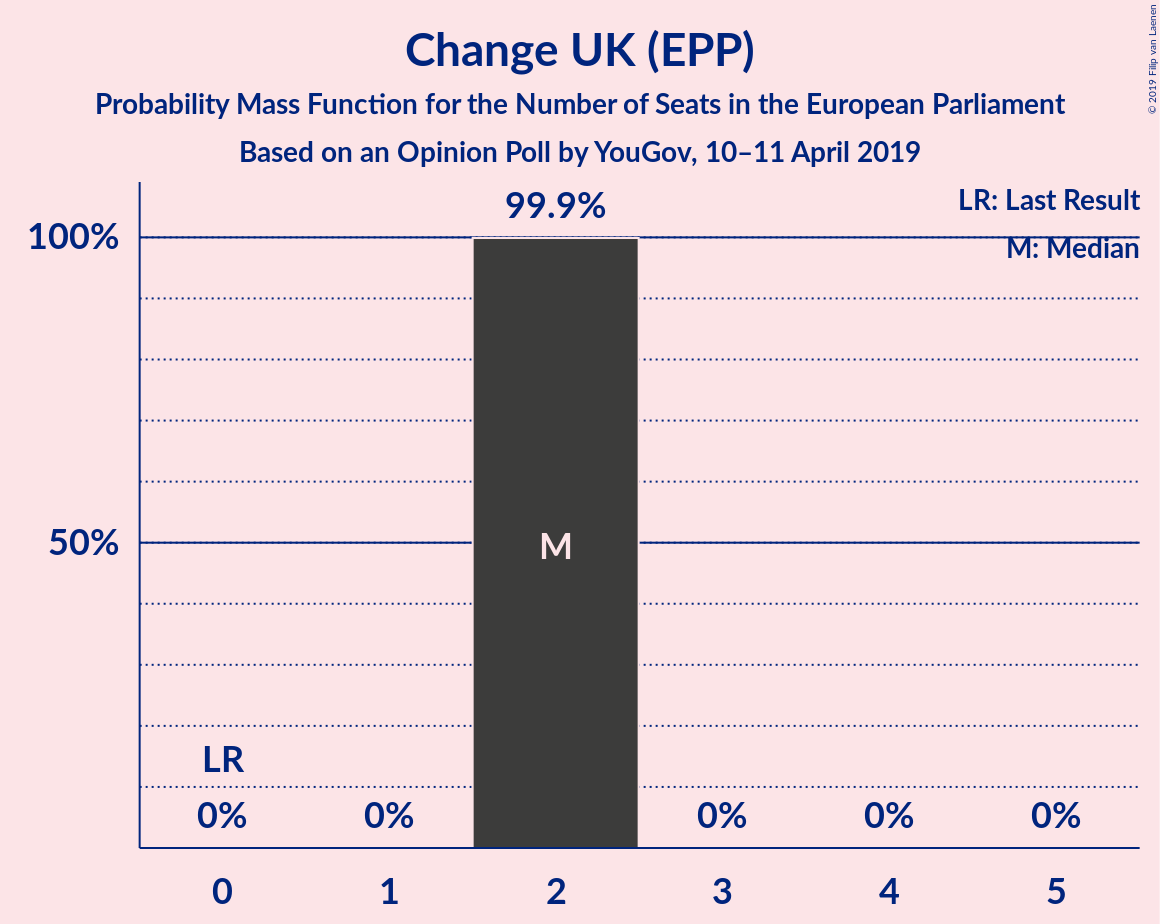 Change UK (EPP)
Probability Mass Function for the Number of Seats in the European Parliament
Based on an Opinion Poll by YouGov, 10–11 April 2019
© 2019 Filip van Laenen
LR: Last Result
M: Median
99.9%
100%
50%
M
LR
0% 0% 0% 0% 0%
0 1 2 3 4 5